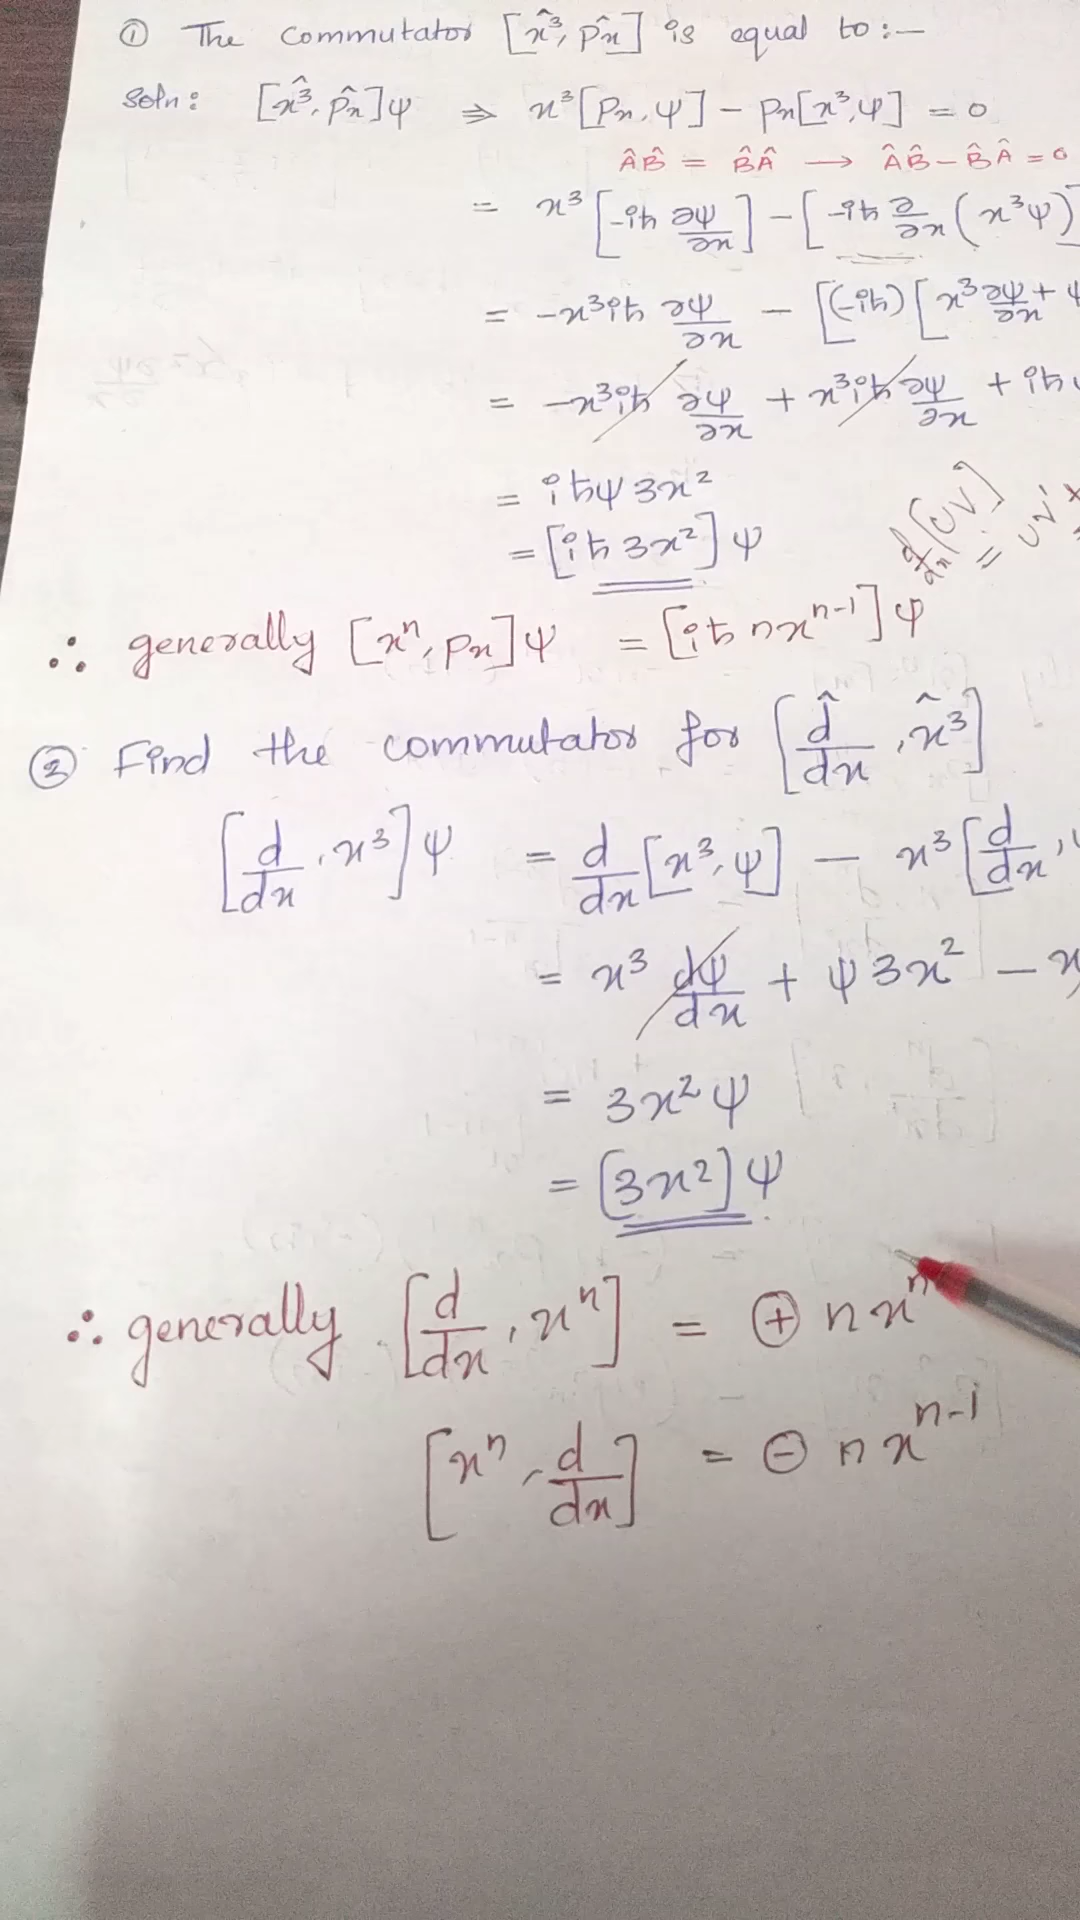 ① The commutator [x̂³, p̂x] is equal to:—
Soln: [x̂³, p̂x]ψ ⇒ x³[px, ψ] − px[x³, ψ] = 0
ÂB̂ = B̂Â → ÂB̂ − B̂Â = 0
= x³[-iħ ∂ψ/∂x] − [-iħ ∂/∂x (x³ψ)]
= -x³iħ ∂ψ/∂x − [(-iħ)[x³ ∂ψ/∂x +
= -x³iħ ∂ψ/∂x + x³iħ ∂ψ/∂x + iħ
= iħψ3x²
= [iħ 3x²]ψ
d/dx [UV]
= UV'
∴ generally [xⁿ, px]ψ = [iħ nxⁿ⁻¹]ψ
② Find the commutator for [d̂/dx, x̂³]
[d/dx, x³]ψ = d/dx [x³, ψ] − x³[d/dx,
= x³ dψ/dx + ψ3x² −
= 3x²ψ
= [3x²]ψ
∴ generally [d/dx, xⁿ] = ⊕ nxⁿ
[xⁿ, d/dx] = ⊖ nxⁿ⁻¹